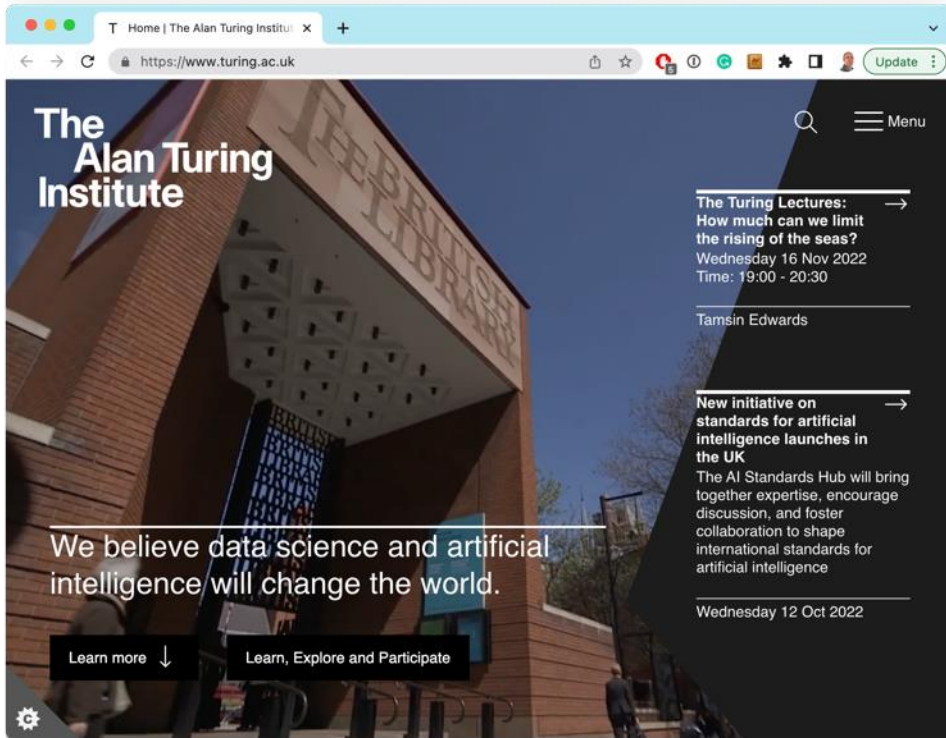 T Home | The Alan Turing Institut
https://www.turing.ac.uk
5
Update
The
Alan Turing
Institute
Menu
THE BRITISH
LIBRARY
The Turing Lectures:
How much can we limit
the rising of the seas?
Wednesday 16 Nov 2022
Time: 19:00 - 20:30
Tamsin Edwards
New initiative on
standards for artificial
intelligence launches in
the UK
The AI Standards Hub will bring
together expertise, encourage
discussion, and foster
collaboration to shape
international standards for
artificial intelligence
Wednesday 12 Oct 2022
BRITISH
We believe data science and artificial
intelligence will change the world.
Learn more
Learn, Explore and Participate
C